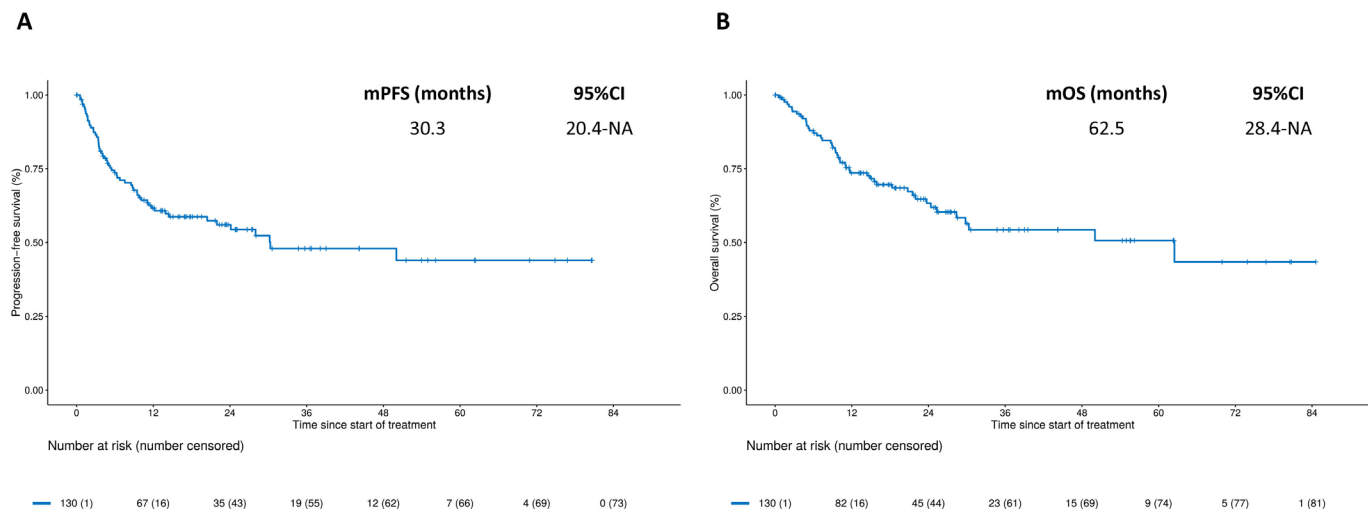 A
mPFS (months) 95%CI
30.3 20.4-NA
Progression−free survival (%)
1.00
0.75
0.50
0.25
0.00
0 12 24 36 48 60 72 84
Time since start of treatment
Number at risk (number censored)
130 (1) 67 (16) 35 (43) 19 (55) 12 (62) 7 (66) 4 (69) 0 (73)
B
mOS (months) 95%CI
62.5 28.4-NA
Overall survival (%)
1.00
0.75
0.50
0.25
0.00
0 12 24 36 48 60 72 84
Time since start of treatment
Number at risk (number censored)
130 (1) 82 (16) 45 (44) 23 (61) 15 (69) 9 (74) 5 (77) 1 (81)